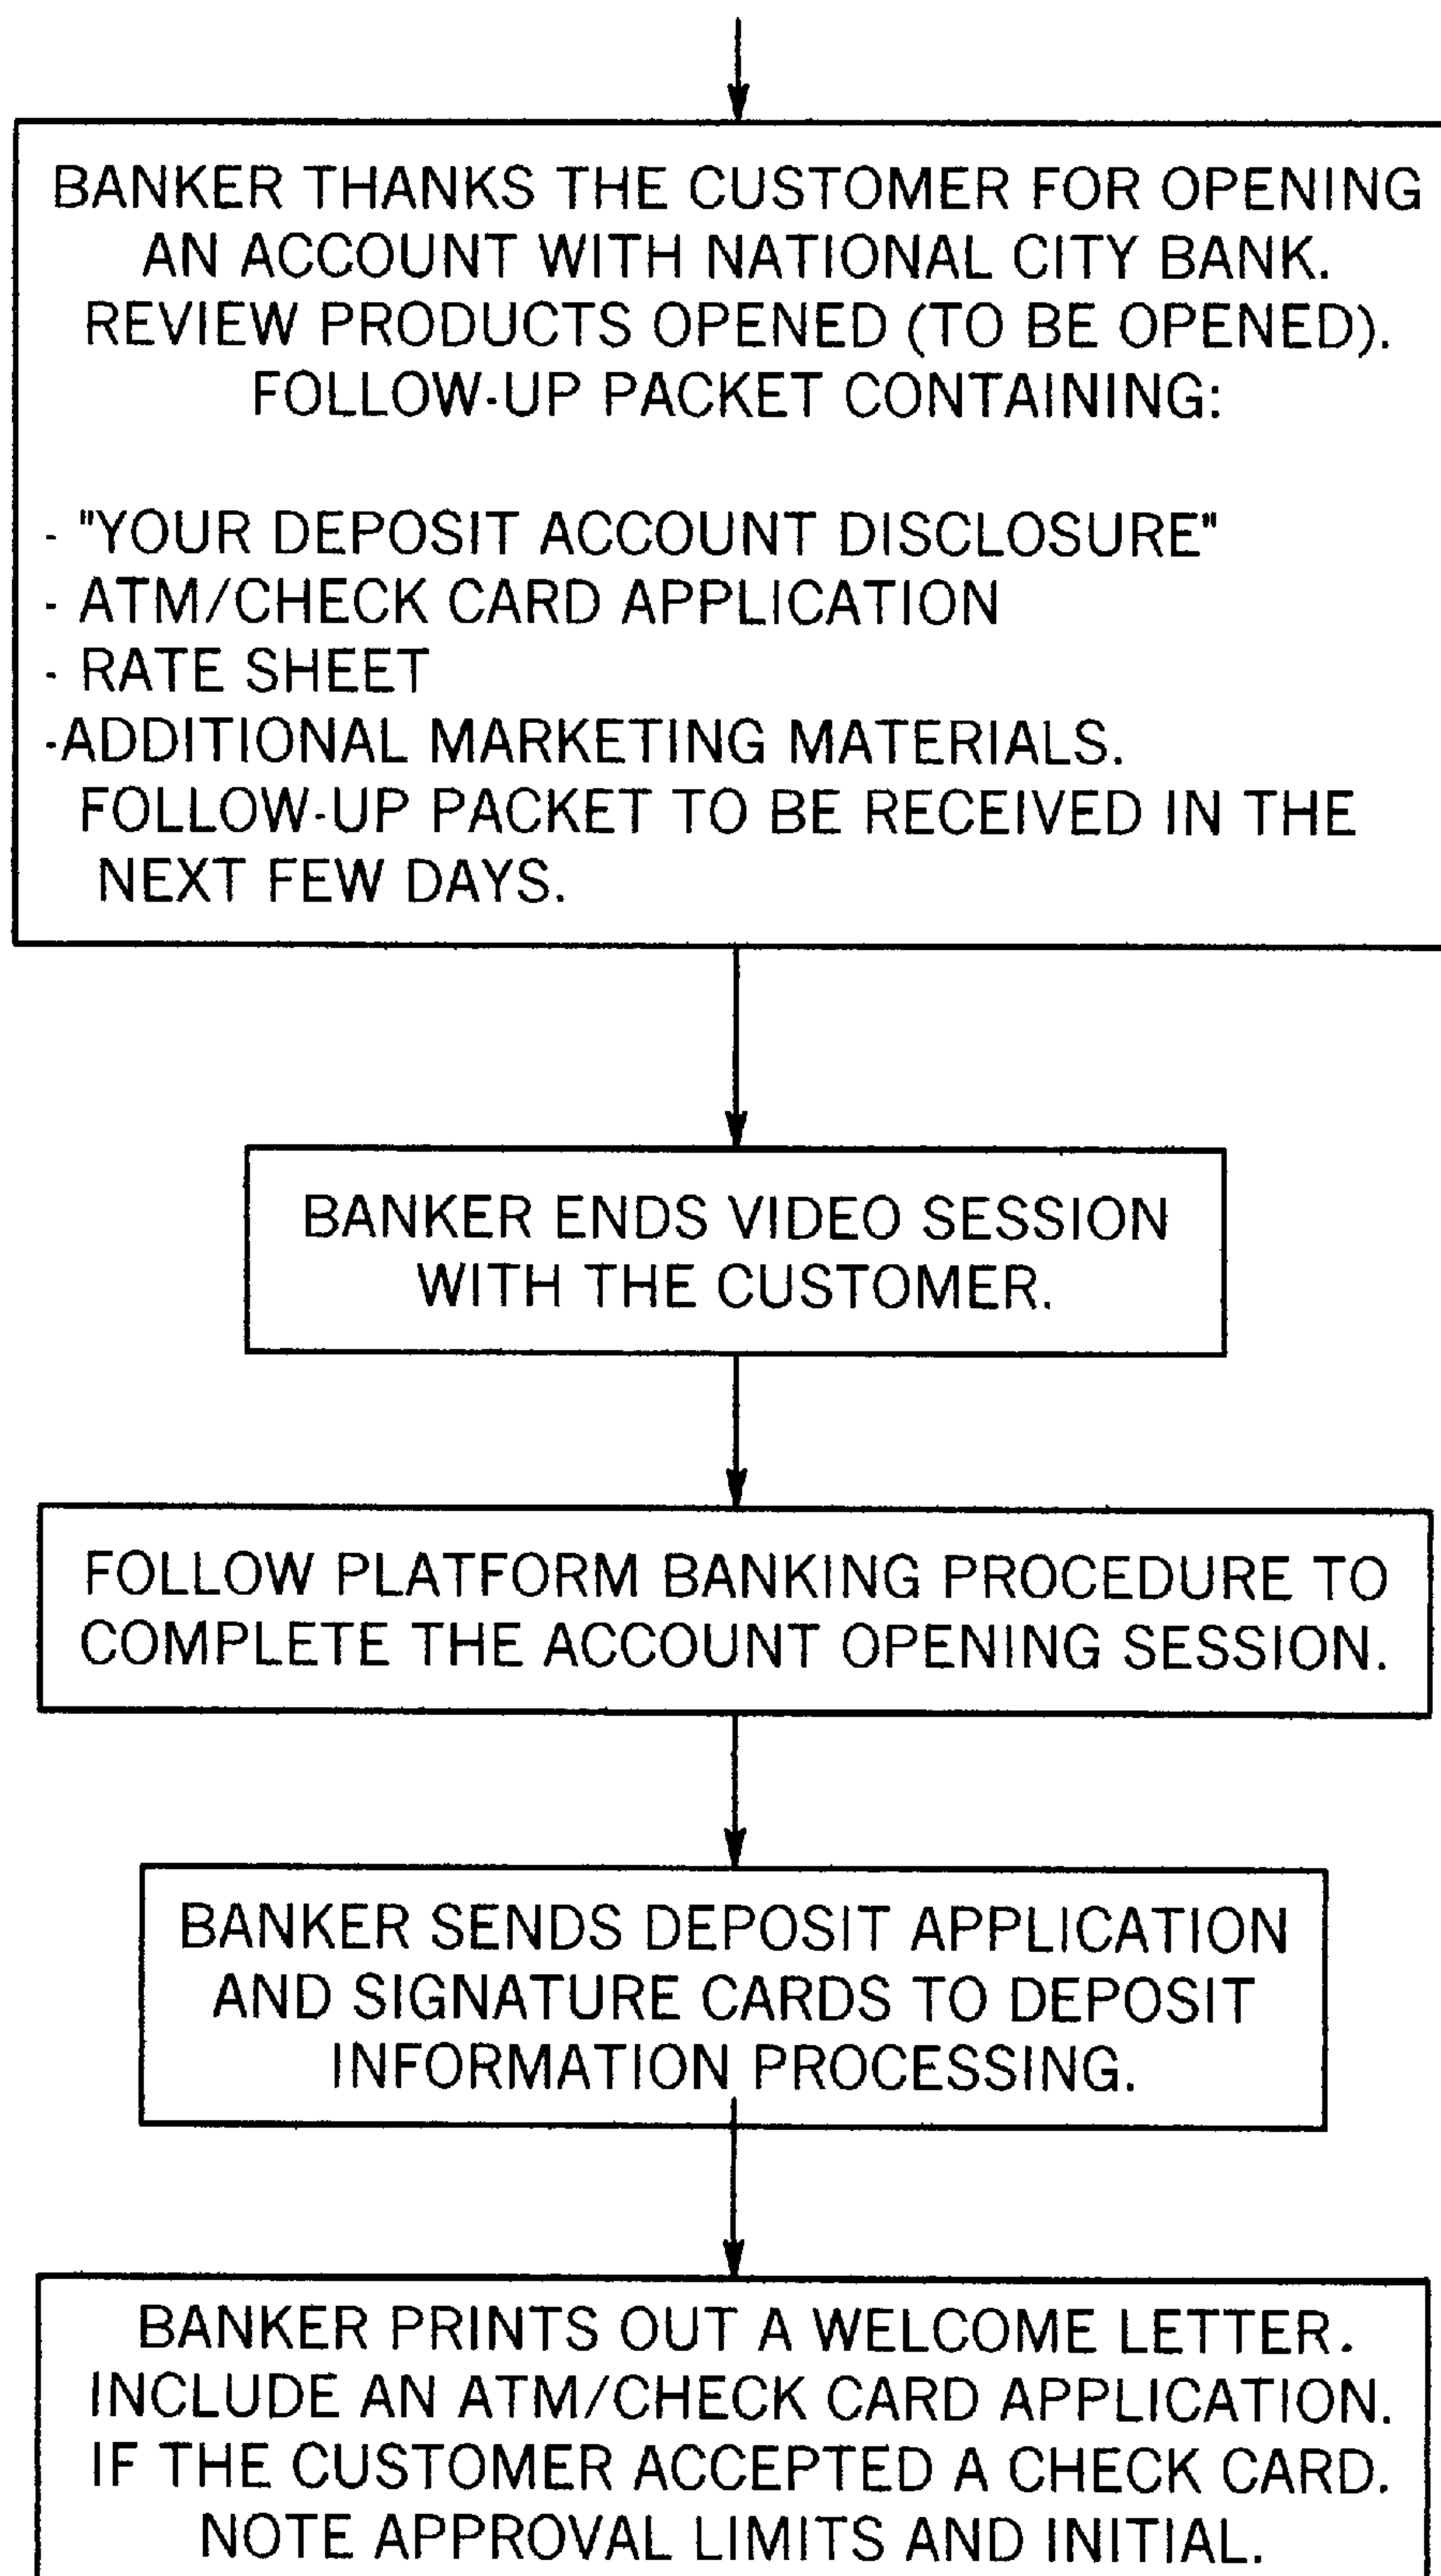 BANKER THANKS THE CUSTOMER FOR OPENING
AN ACCOUNT WITH NATIONAL CITY BANK.
REVIEW PRODUCTS OPENED (TO BE OPENED).
FOLLOW-UP PACKET CONTAINING:
- "YOUR DEPOSIT ACCOUNT DISCLOSURE"
- ATM/CHECK CARD APPLICATION
- RATE SHEET
-ADDITIONAL MARKETING MATERIALS.
FOLLOW-UP PACKET TO BE RECEIVED IN THE
NEXT FEW DAYS.
BANKER ENDS VIDEO SESSION
WITH THE CUSTOMER.
FOLLOW PLATFORM BANKING PROCEDURE TO
COMPLETE THE ACCOUNT OPENING SESSION.
BANKER SENDS DEPOSIT APPLICATION
AND SIGNATURE CARDS TO DEPOSIT
INFORMATION PROCESSING.
BANKER PRINTS OUT A WELCOME LETTER.
INCLUDE AN ATM/CHECK CARD APPLICATION.
IF THE CUSTOMER ACCEPTED A CHECK CARD.
NOTE APPROVAL LIMITS AND INITIAL.